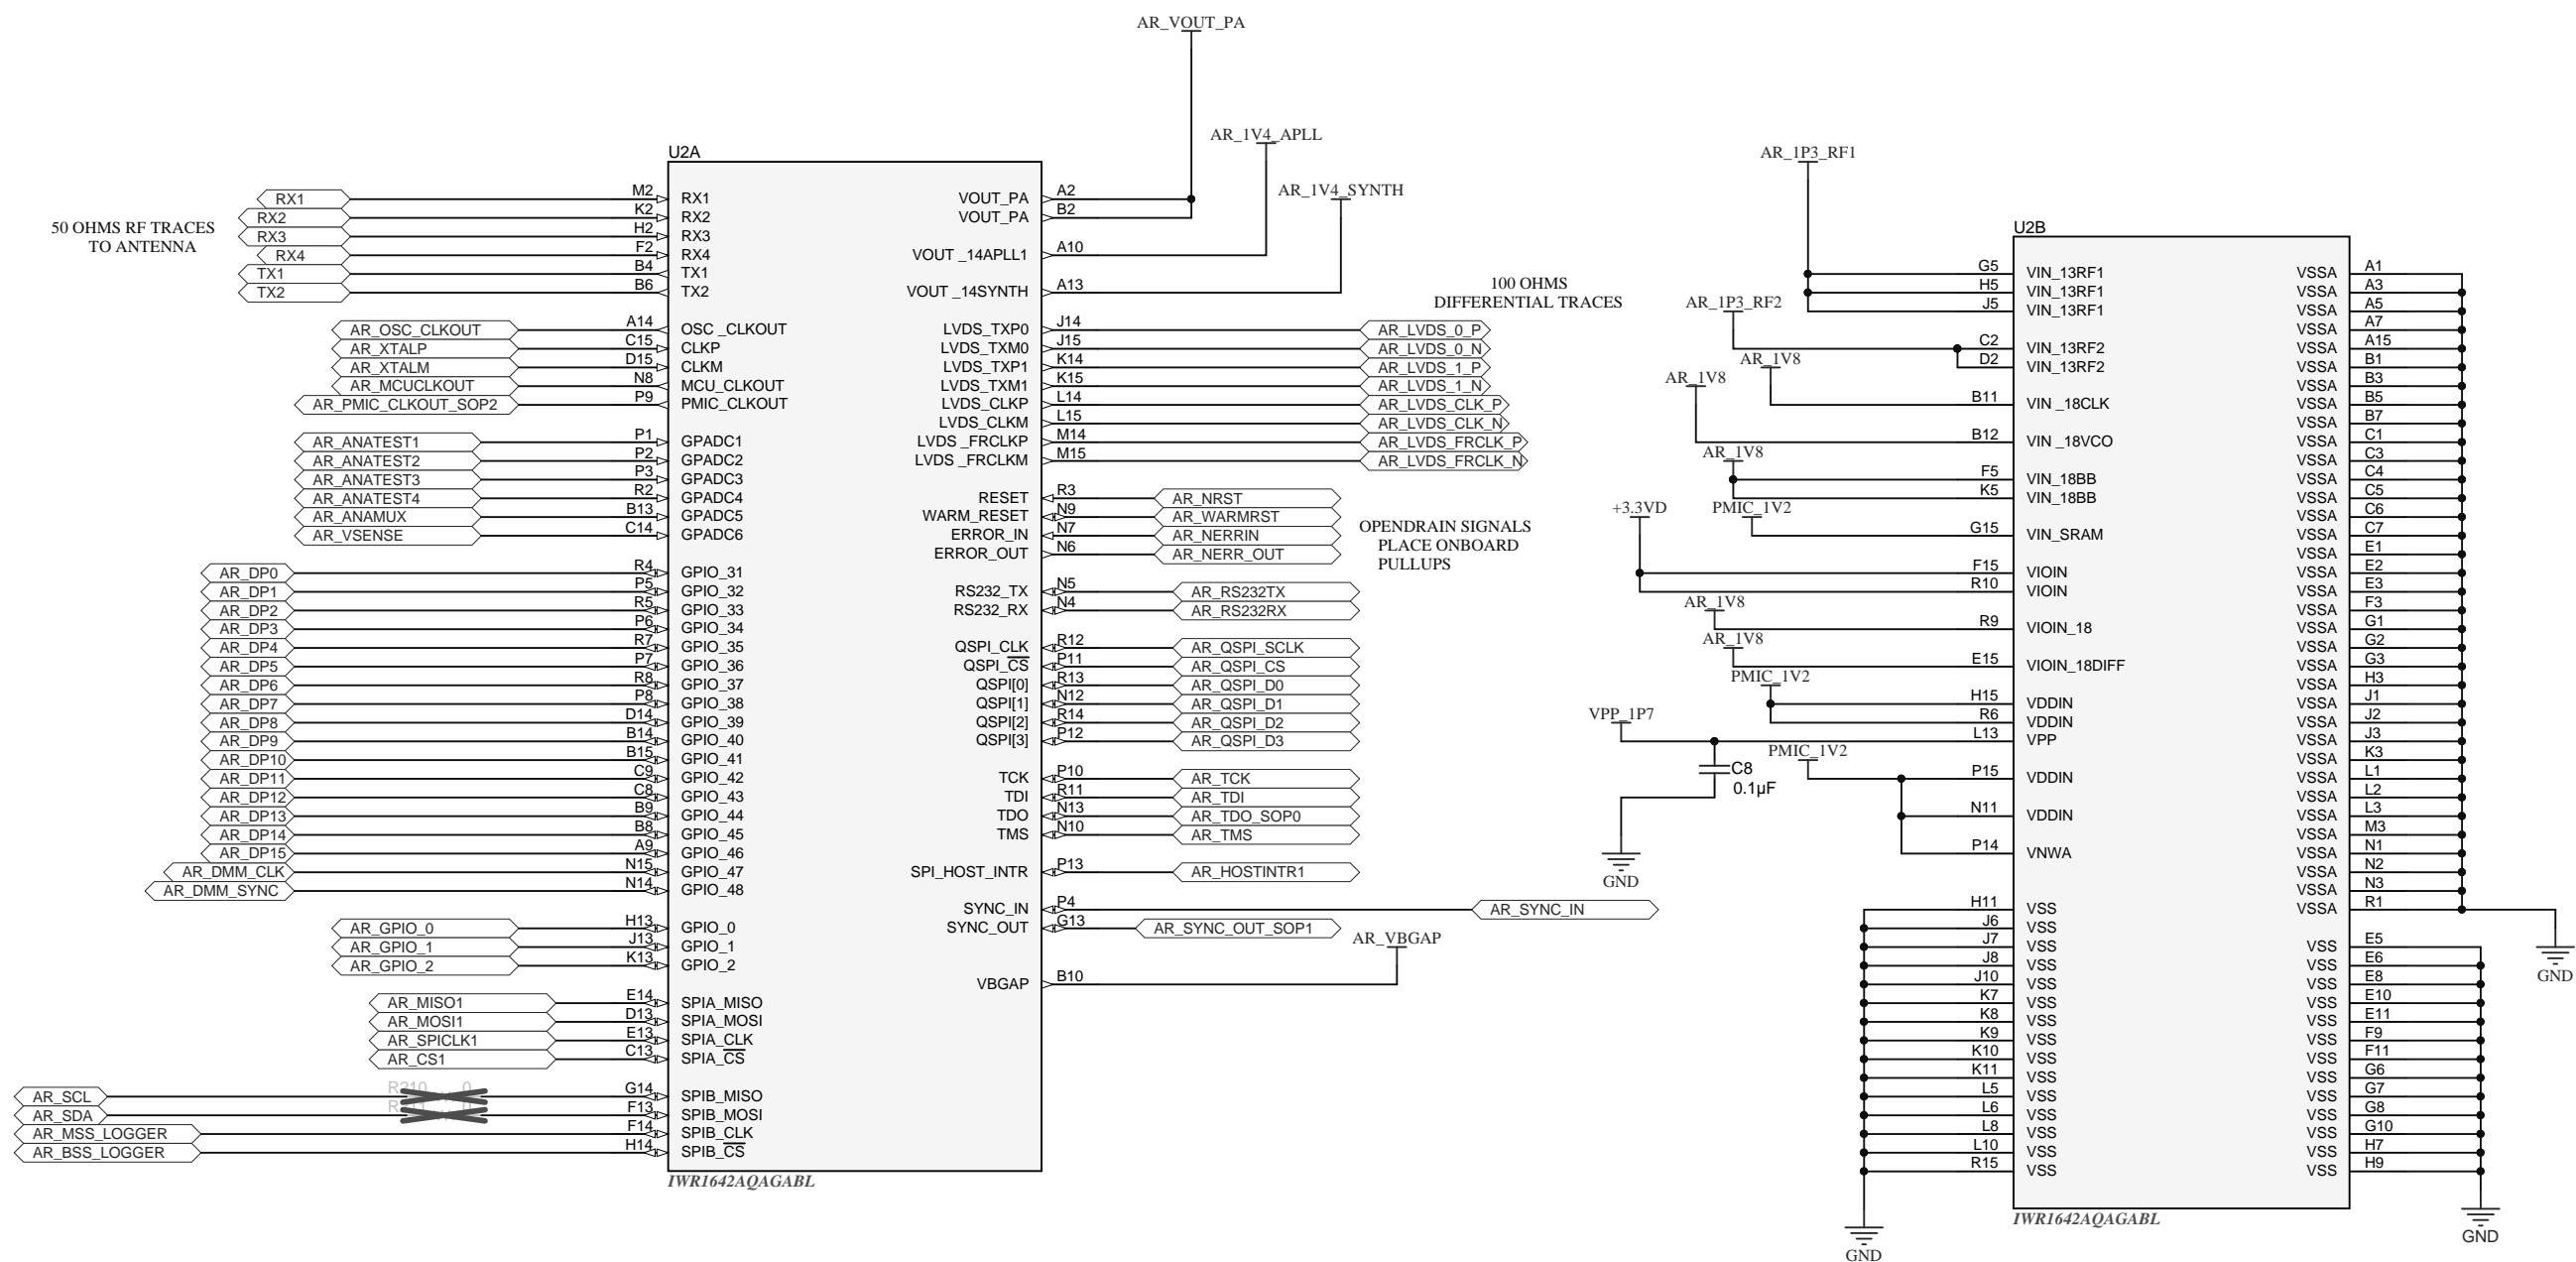 AR_VOUT_PA
AR_1V4_APLL
AR_1V4_SYNTH
U2A
50 OHMS RF TRACES
TO ANTENNA
RX1 M2 RX1
RX2 K2 RX2
RX3 H2 RX3
RX4 F2 RX4
TX1 B4 TX1
TX2 B6 TX2
AR_OSC_CLKOUT A14 OSC _CLKOUT
AR_XTALP C15 CLKP
AR_XTALM D15 CLKM
AR_MCUCLKOUT N8 MCU_CLKOUT
AR_PMIC_CLKOUT_SOP2 P9 PMIC_CLKOUT
AR_ANATEST1 P1 GPADC1
AR_ANATEST2 P2 GPADC2
AR_ANATEST3 P3 GPADC3
AR_ANATEST4 R2 GPADC4
AR_ANAMUX B13 GPADC5
AR_VSENSE C14 GPADC6
AR_DP0 R4 GPIO_31
AR_DP1 P5 GPIO_32
AR_DP2 R5 GPIO_33
AR_DP3 P6 GPIO_34
AR_DP4 R7 GPIO_35
AR_DP5 P7 GPIO_36
AR_DP6 R8 GPIO_37
AR_DP7 P8 GPIO_38
AR_DP8 D14 GPIO_39
AR_DP9 B14 GPIO_40
AR_DP10 B15 GPIO_41
AR_DP11 C9 GPIO_42
AR_DP12 C8 GPIO_43
AR_DP13 B9 GPIO_44
AR_DP14 B8 GPIO_45
AR_DP15 A9 GPIO_46
AR_DMM_CLK N15 GPIO_47
AR_DMM_SYNC N14 GPIO_48
AR_GPIO_0 H13 GPIO_0
AR_GPIO_1 J13 GPIO_1
AR_GPIO_2 K13 GPIO_2
AR_MISO1 E14 SPIA_MISO
AR_MOSI1 D13 SPIA_MOSI
AR_SPICLK1 E13 SPIA_CLK
AR_CS1 C13 SPIA_CS
AR_SCL 0 G14 SPIB_MISO
AR_SDA F13 SPIB_MOSI
AR_MSS_LOGGER F14 SPIB_CLK
AR_BSS_LOGGER H14 SPIB_CS
VOUT_PA A2
VOUT_PA B2
VOUT _14APLL1 A10
VOUT _14SYNTH A13
100 OHMS
DIFFERENTIAL TRACES
LVDS_TXP0 J14 AR_LVDS_0_P
LVDS_TXM0 J15 AR_LVDS_0_N
LVDS_TXP1 K14 AR_LVDS_1_P
LVDS_TXM1 K15 AR_LVDS_1_N
LVDS_CLKP L14 AR_LVDS_CLK_P
LVDS_CLKM L15 AR_LVDS_CLK_N
LVDS _FRCLKP M14 AR_LVDS_FRCLK_P
LVDS _FRCLKM M15 AR_LVDS_FRCLK_N
RESET R3 AR_NRST
WARM_RESET N9 AR_WARMRST
ERROR_IN N7 AR_NERRIN
ERROR_OUT N6 AR_NERR_OUT
OPENDRAIN SIGNALS
PLACE ONBOARD
PULLUPS
RS232_TX N5 AR_RS232TX
RS232_RX N4 AR_RS232RX
QSPI_CLK R12 AR_QSPI_SCLK
QSPI_CS P11 AR_QSPI_CS
QSPI[0] R13 AR_QSPI_D0
QSPI[1] N12 AR_QSPI_D1
QSPI[2] R14 AR_QSPI_D2
QSPI[3] P12 AR_QSPI_D3
TCK P10 AR_TCK
TDI R11 AR_TDI
TDO N13 AR_TDO_SOP0
TMS N10 AR_TMS
SPI_HOST_INTR P13 AR_HOSTINTR1
SYNC_IN P4 AR_SYNC_IN
SYNC_OUT G13 AR_SYNC_OUT_SOP1
AR_VBGAP
VBGAP B10
IWR1642AQAGABL
AR_1P3_RF1
U2B
G5 VIN_13RF1
H5 VIN_13RF1
J5 VIN_13RF1
AR_1P3_RF2
C2 VIN_13RF2
D2 VIN_13RF2
AR_1V8
B11 VIN _18CLK
AR_1V8
B12 VIN _18VCO
AR_1V8
F5 VIN_18BB
K5 VIN_18BB
PMIC_1V2
G15 VIN_SRAM
+3.3VD
F15 VIOIN
R10 VIOIN
AR_1V8
R9 VIOIN_18
AR_1V8
E15 VIOIN_18DIFF
PMIC_1V2
H15 VDDIN
R6 VDDIN
VPP_1P7
L13 VPP
C8
0.1µF
GND
PMIC_1V2
P15 VDDIN
N11 VDDIN
P14 VNWA
H11 VSS
J6 VSS
J7 VSS
J8 VSS
J10 VSS
K7 VSS
K8 VSS
K9 VSS
K10 VSS
K11 VSS
L5 VSS
L6 VSS
L8 VSS
L10 VSS
R15 VSS
GND
VSSA A1
VSSA A3
VSSA A5
VSSA A7
VSSA A15
VSSA B1
VSSA B3
VSSA B5
VSSA B7
VSSA C1
VSSA C3
VSSA C4
VSSA C5
VSSA C6
VSSA C7
VSSA E1
VSSA E2
VSSA E3
VSSA F3
VSSA G1
VSSA G2
VSSA G3
VSSA H3
VSSA J1
VSSA J2
VSSA J3
VSSA K3
VSSA L1
VSSA L2
VSSA L3
VSSA M3
VSSA N1
VSSA N2
VSSA N3
VSSA R1
GND
VSS E5
VSS E6
VSS E8
VSS E10
VSS E11
VSS F9
VSS F11
VSS G6
VSS G7
VSS G8
VSS G10
VSS H7
VSS H9
GND
IWR1642AQAGABL